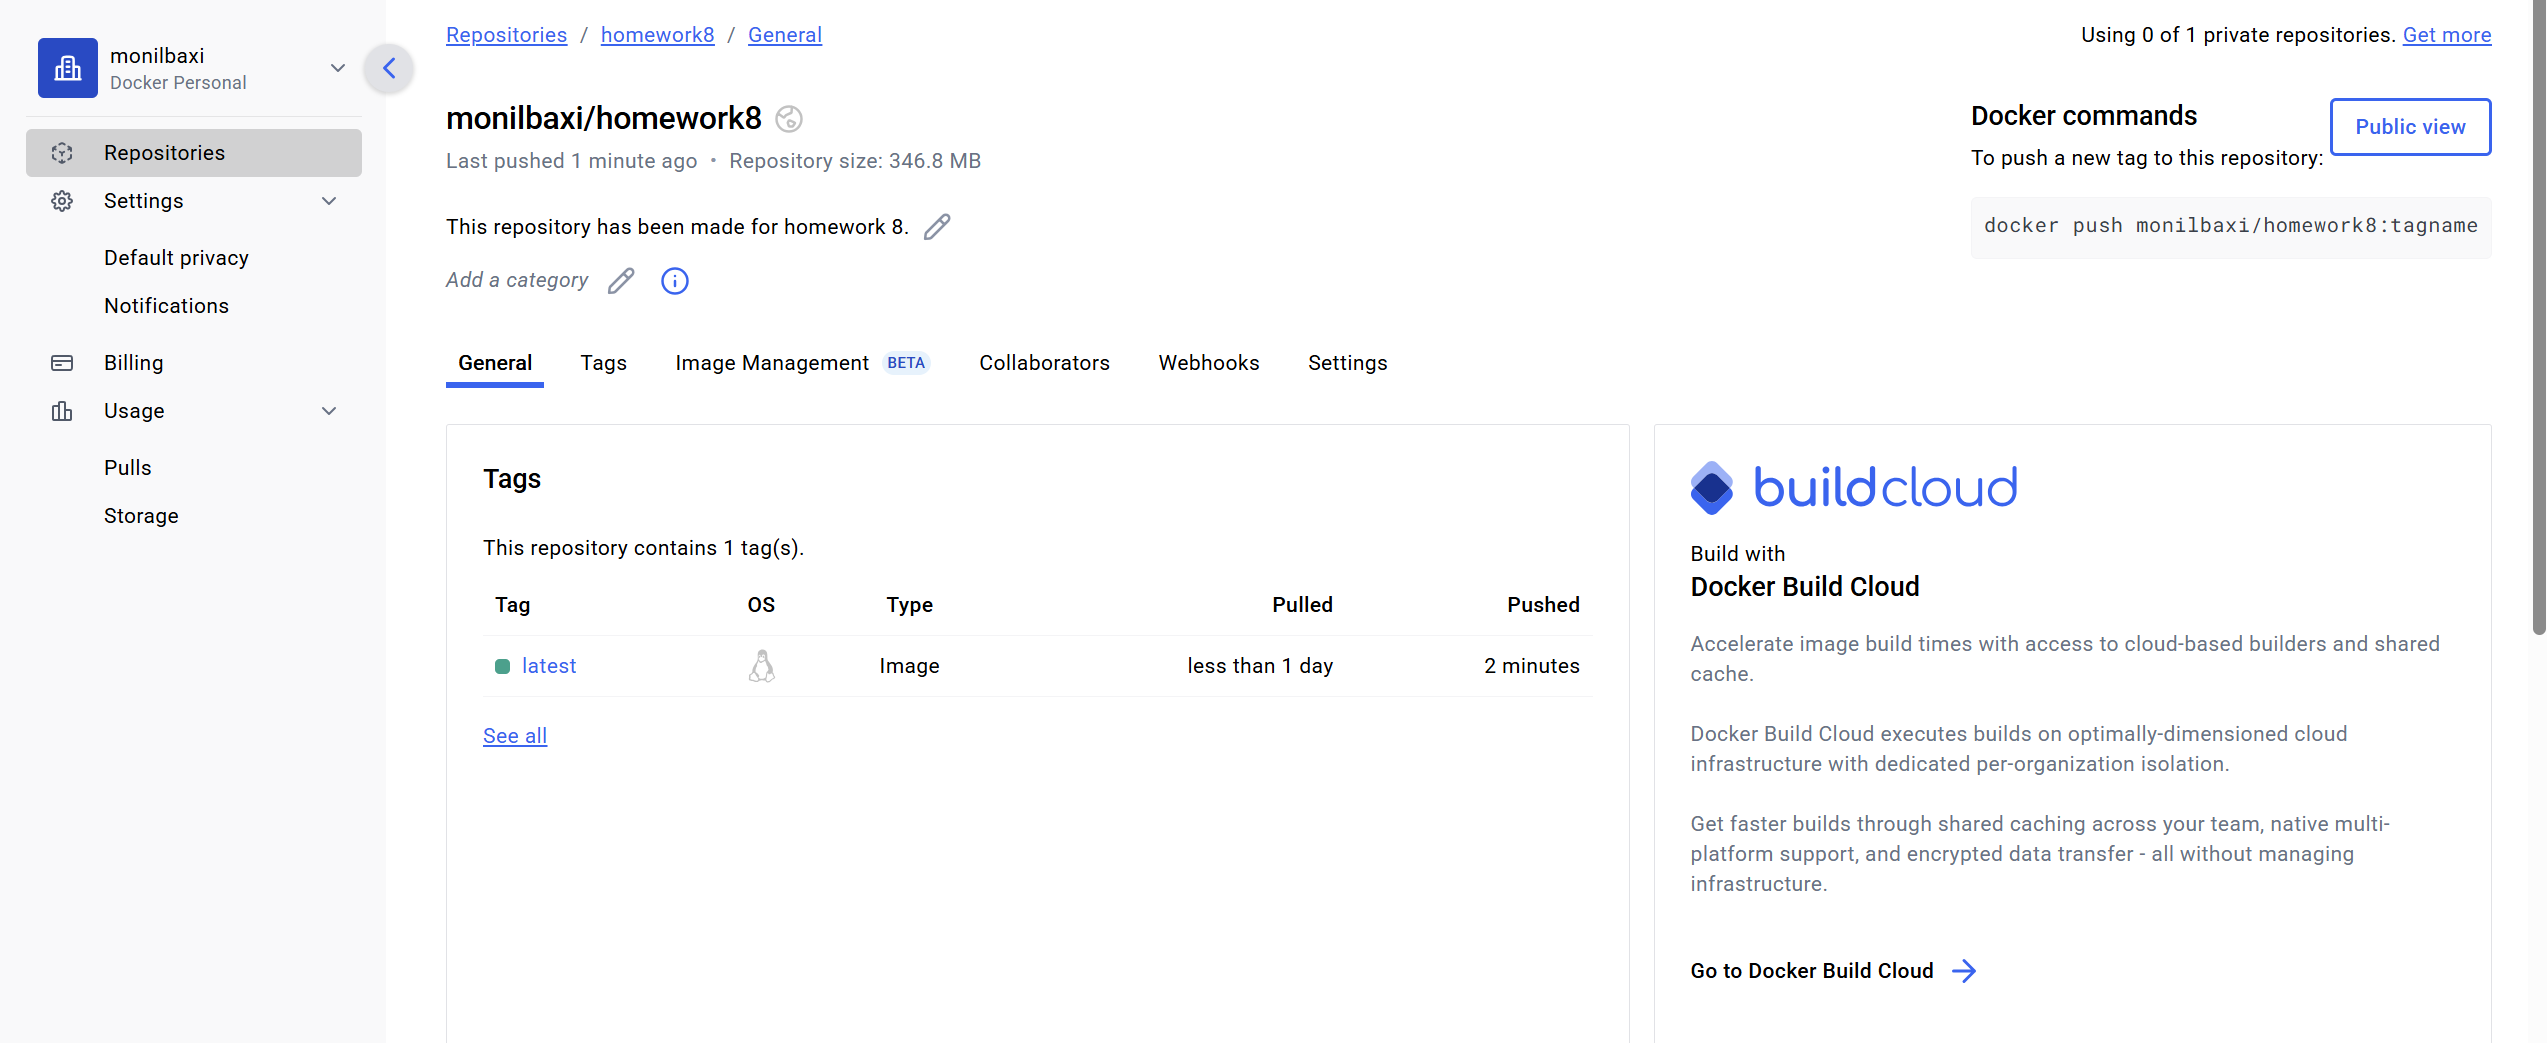 monilbaxi
Docker Personal
Repositories
Settings
Default privacy
Notifications
Billing
Usage
Pulls
Storage
Repositories / homework8 / General
Using 0 of 1 private repositories. Get more
monilbaxi/homework8
Last pushed 1 minute ago • Repository size: 346.8 MB
This repository has been made for homework 8.
Add a category
Docker commands
Public view
To push a new tag to this repository:
docker push monilbaxi/homework8:tagname
General Tags Image Management BETA Collaborators Webhooks Settings
Tags
This repository contains 1 tag(s).
Tag OS Type Pulled Pushed
latest Image less than 1 day 2 minutes
See all
buildcloud
Build with
Docker Build Cloud
Accelerate image build times with access to cloud-based builders and shared
cache.
Docker Build Cloud executes builds on optimally-dimensioned cloud
infrastructure with dedicated per-organization isolation.
Get faster builds through shared caching across your team, native multi-
platform support, and encrypted data transfer - all without managing
infrastructure.
Go to Docker Build Cloud